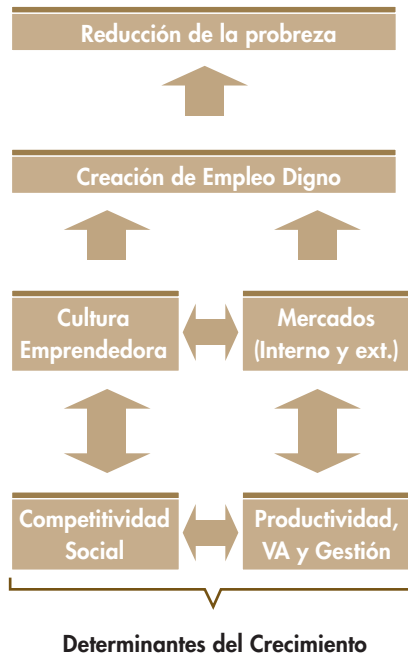 Reducción de la probreza
Creación de Empleo Digno
Cultura
Emprendedora
Mercados
(Interno y ext.)
Competitividad
Social
Productividad,
VA y Gestión
Determinantes del Crecimiento